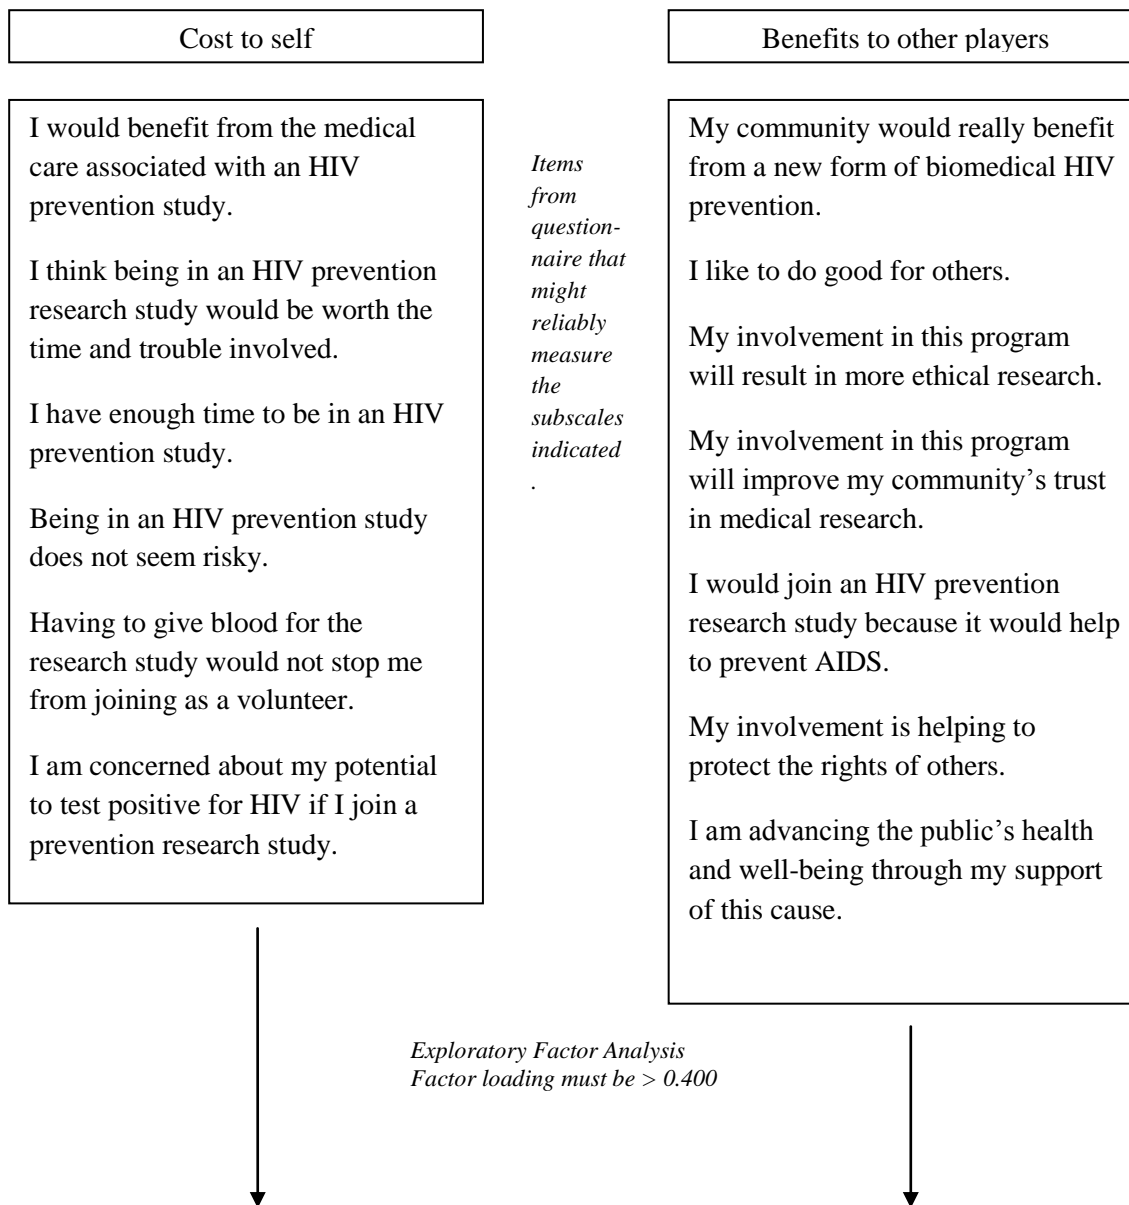 Cost to self
Benefits to other players
I would benefit from the medical
care associated with an HIV
prevention study.
I think being in an HIV prevention
research study would be worth the
time and trouble involved.
I have enough time to be in an HIV
prevention study.
Being in an HIV prevention study
does not seem risky.
Having to give blood for the
research study would not stop me
from joining as a volunteer.
I am concerned about my potential
to test positive for HIV if I join a
prevention research study.
Items
from
question-
naire that
might
reliably
measure
the
subscales
indicated
.
My community would really benefit
from a new form of biomedical HIV
prevention.
I like to do good for others.
My involvement in this program
will result in more ethical research.
My involvement in this program
will improve my community’s trust
in medical research.
I would join an HIV prevention
research study because it would help
to prevent AIDS.
My involvement is helping to
protect the rights of others.
I am advancing the public’s health
and well-being through my support
of this cause.
Exploratory Factor Analysis
Factor loading must be > 0.400